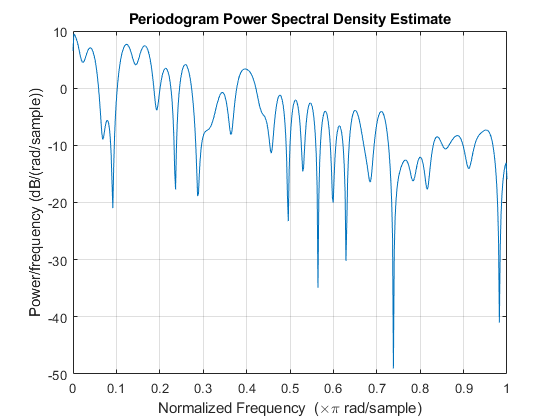 Periodogram Power Spectral Density Estimate
Power/frequency (dB/(rad/sample))
10
0
-10
-20
-30
-40
-50
0 0.1 0.2 0.3 0.4 0.5 0.6 0.7 0.8 0.9 1
Normalized Frequency (×π rad/sample)